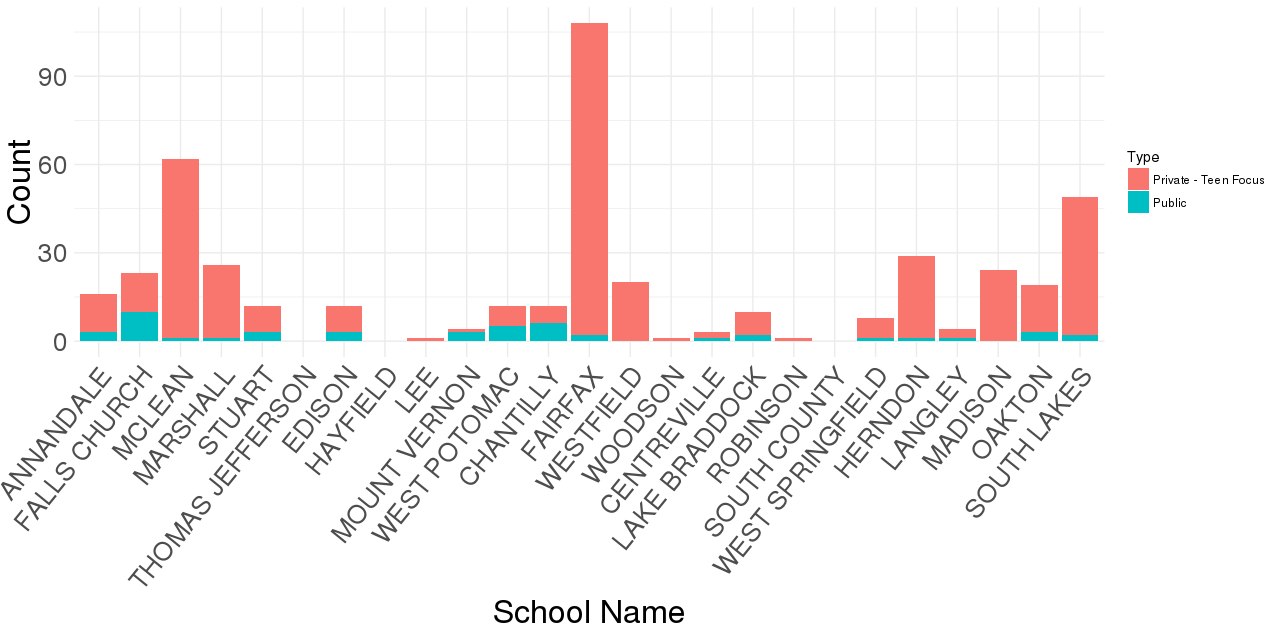 Count
90
60
30
0
ANNANDALE
FALLS CHURCH
MCLEAN
MARSHALL
STUART
THOMAS JEFFERSON
EDISON
HAYFIELD
LEE
MOUNT VERNON
WEST POTOMAC
CHANTILLY
FAIRFAX
WESTFIELD
WOODSON
CENTREVILLE
LAKE BRADDOCK
ROBINSON
SOUTH COUNTY
WEST SPRINGFIELD
HERNDON
LANGLEY
MADISON
OAKTON
SOUTH LAKES
School Name
Type
Private - Teen Focus
Public